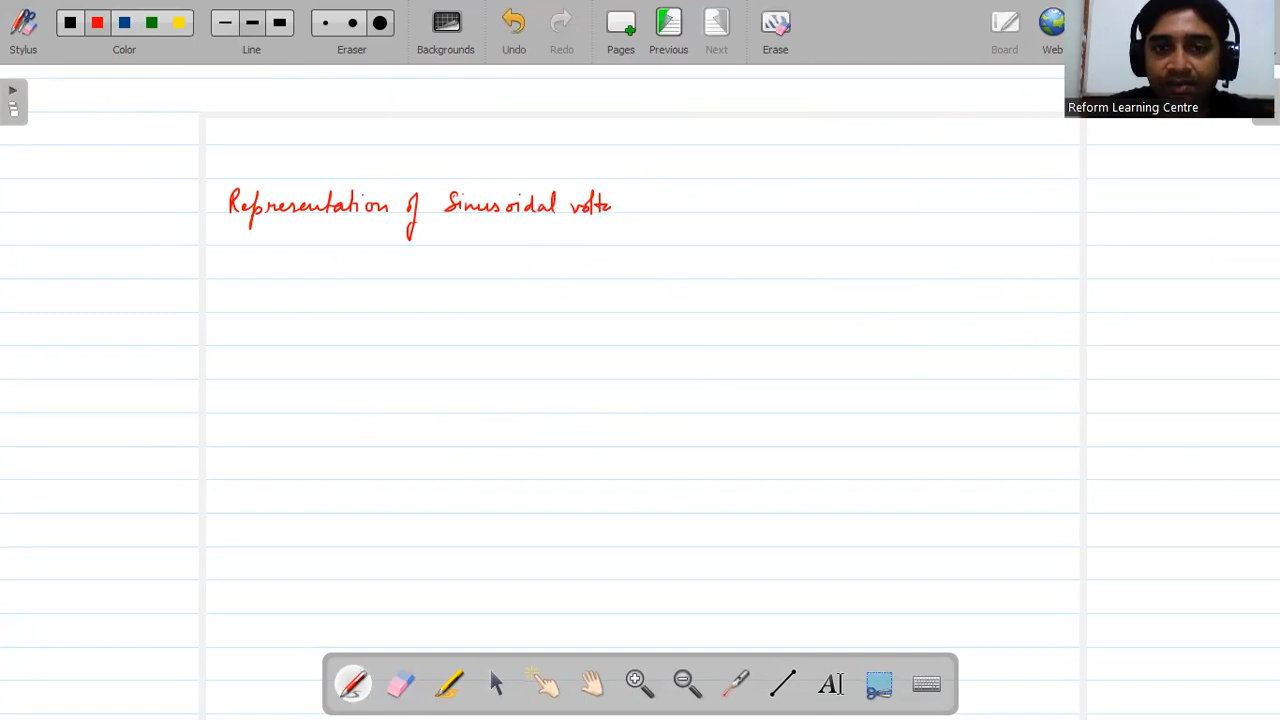 Stylus Color Line Eraser Backgrounds Undo Redo Pages Previous Next Erase Board Web
Reform Learning Centre
Representation of Sinusoidal volta